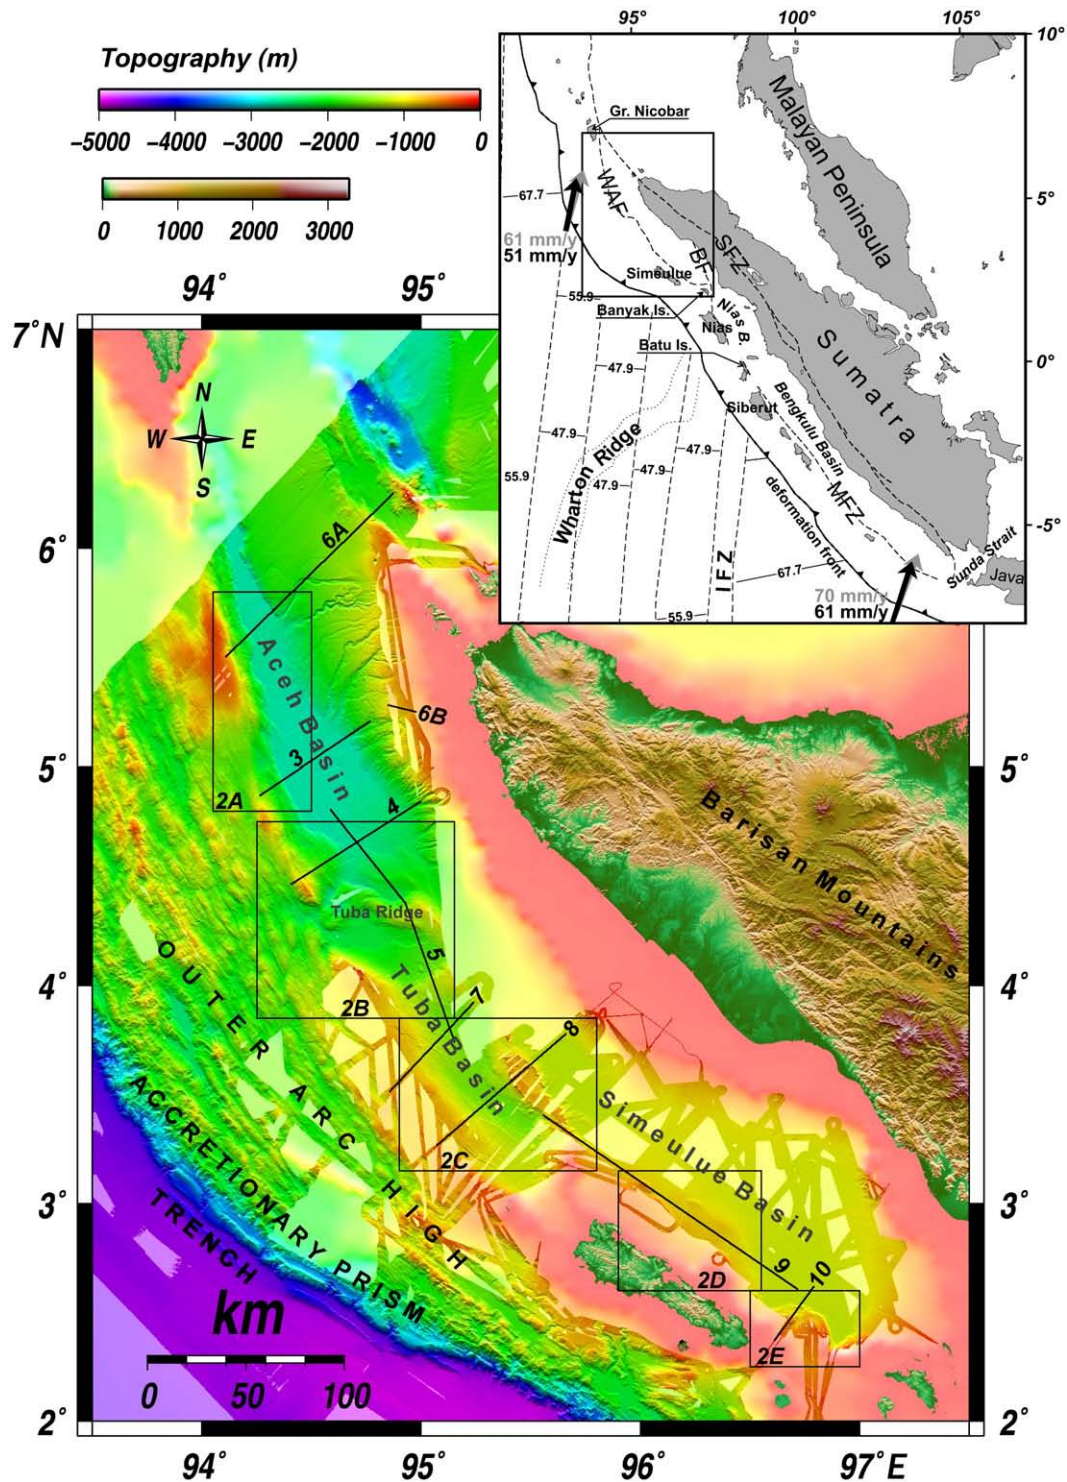 Topography (m)
−5000 −4000 −3000 −2000 −1000 0
0 1000 2000 3000
95° 100° 105°
10°
5°
0°
−5°
Gr. Nicobar
Malayan Peninsula
WAF
67.7
61 mm/y
51 mm/y
SFZ
BF
Simeulue
55.9
Banyak Is.
Nias B.
Nias
Batu Is.
Sumatra
47.9
Siberut
Bengkulu Basin
Wharton Ridge
47.9
47.9
47.9
47.9
55.9
MFZ
deformation front
IFZ
67.7
Sunda Strait
Java
70 mm/y
61 mm/y
55.9
94° 95°
7°N
N
W E
S
6A
6°
Aceh Basin
6B
3
5° 5°
2A
4
Barisan Mountains
Tuba Ridge
5
OUTER ARC HIGH
Tuba Basin
4° 4°
2B
7
8
ACCRETIONARY PRISM
2C
Simeulue Basin
3° 3°
TRENCH
9
10
2D
km
2E
0 50 100
2° 2°
94° 95° 96° 97°E